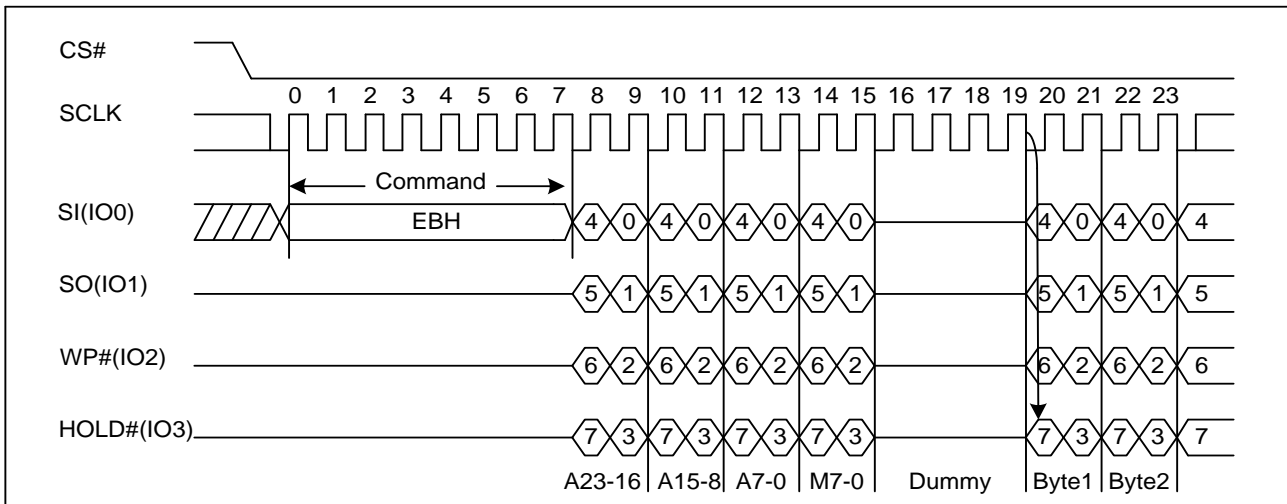 CS#
0 1 2 3 4 5 6 7 8 9 10 11 12 13 14 15 16 17 18 19 20 21 22 23
SCLK
Command
SI(IO0) EBH 4 0 4 0 4 0 4 0 4 0 4 0 4
SO(IO1) 5 1 5 1 5 1 5 1 5 1 5 1 5
WP#(IO2) 6 2 6 2 6 2 6 2 6 2 6 2 6
HOLD#(IO3) 7 3 7 3 7 3 7 3 7 3 7 3 7
A23-16 A15-8 A7-0 M7-0 Dummy Byte1 Byte2